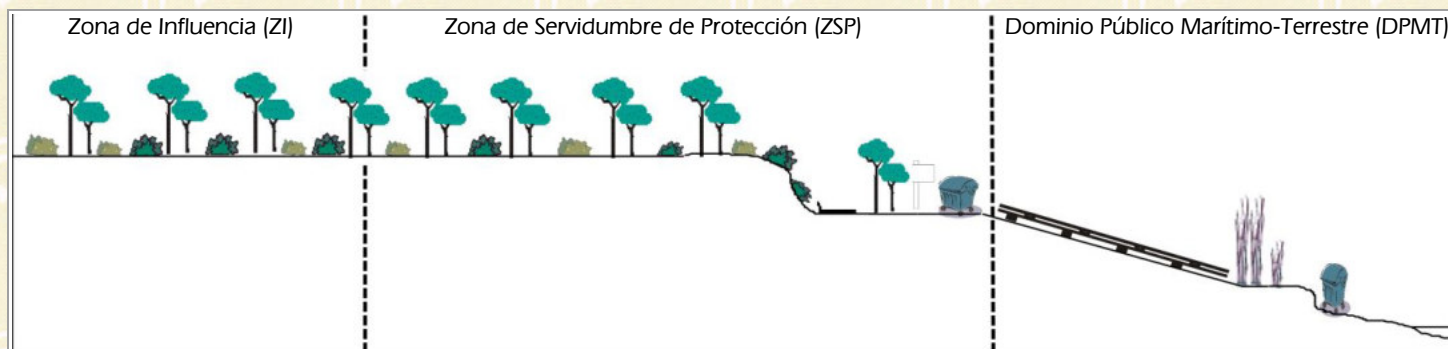 Zona de Influencia (ZI)
Zona de Servidumbre de Protección (ZSP)
Dominio Público Marítimo-Terrestre (DPMT)